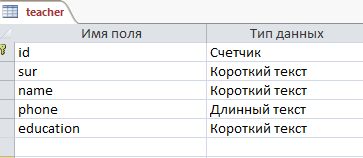 teacher
Имя поля Тип данных
id Счетчик
sur Короткий текст
name Короткий текст
phone Длинный текст
education Короткий текст